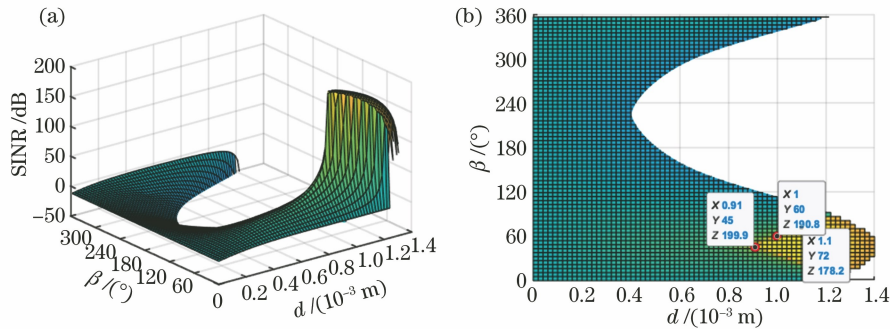 (a)
200
150
100
50
0
−50
SINR /dB
300
240
180
120
60
0
β /(°)
0.2
0.4
0.6
0.8
1.0
1.2
1.4
d /(10⁻³ m)
(b)
360
300
240
180
120
60
0
β /(°)
X 0.91
Y 45
Z 199.9
X 1
Y 60
Z 190.8
X 1.1
Y 72
Z 178.2
0 0.2 0.4 0.6 0.8 1.0 1.2 1.4
d /(10⁻³ m)